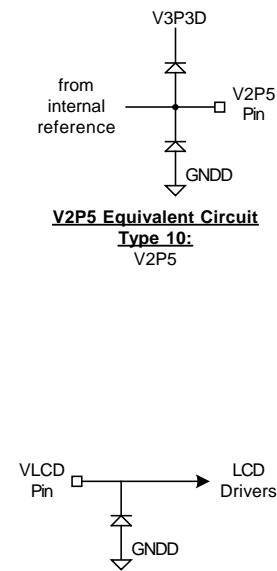 V3P3D
from
internal
reference
V2P5
Pin
GNDD
V2P5 Equivalent Circuit
Type 10:
V2P5
VLCD
Pin
LCD
Drivers
GNDD